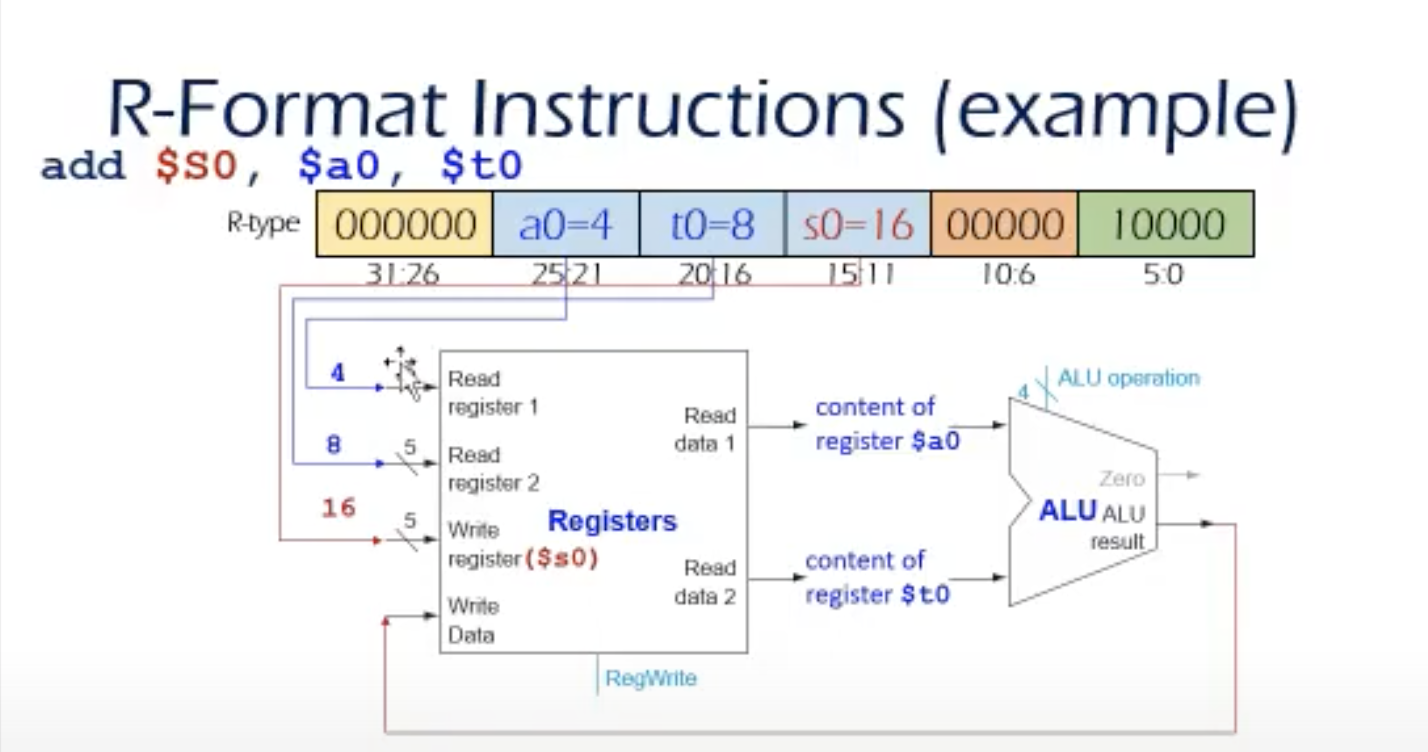 R-Format Instructions (example)
add $S0, $a0, $t0
R-type 000000 a0=4 t0=8 s0=16 00000 10000
31:26 25:21 20:16 15:11 10:6 5:0
4
8
5
16
5
Read
register 1
Read
register 2
Write
register($s0)
Write
Data
Registers
Read
data 1
Read
data 2
RegWrite
content of
register $a0
content of
register $t0
4
ALU operation
Zero
ALU ALU
result